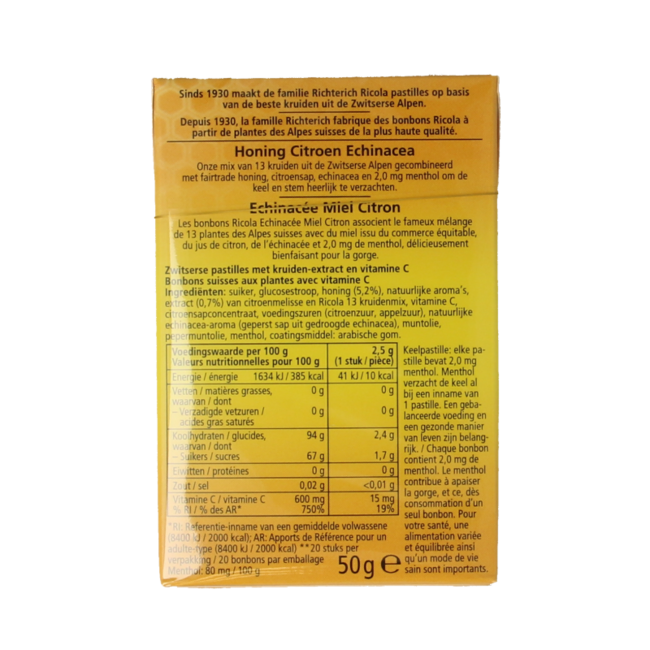 Sinds 1930 maakt de familie Richterich Ricola pastilles op basis
van de beste kruiden uit de Zwitserse Alpen.
Depuis 1930, la famille Richterich fabrique des bonbons Ricola à
partir de plantes des Alpes suisses de la plus haute qualité.
Honing Citroen Echinacea
Onze mix van 13 kruiden uit de Zwitserse Alpen gecombineerd
met fairtrade honing, citroensap, echinacea en 2,0 mg menthol om de
keel en stem heerlijk te verzachten.
Echinacée Miel Citron
Les bonbons Ricola Echinacée Miel Citron associent le fameux mélange
de 13 plantes des Alpes suisses avec du miel issu du commerce équitable,
du jus de citron, de l'échinacée et 2,0 mg de menthol, délicieusement
bienfaisant pour la gorge.
Zwitserse pastilles met kruiden-extract en vitamine C
Bonbons suisses aux plantes avec vitamine C
Ingrediënten: suiker, glucosestroop, honing (5,2%), natuurlijke aroma's,
extract (0,7%) van citroenmelisse en Ricola 13 kruidenmix, vitamine C,
citroensapconcentraat, voedingszuren (citroenzuur, appelzuur), natuurlijke
echinacea-aroma (geperst sap uit gedroogde echinacea), muntolie,
pepermuntolie, menthol, coatingsmiddel: arabische gom.
Voedingswaarde per 100 g 2,5 g
Valeurs nutritionnelles pour 100 g (1 stuk / pièce)
Energie / énergie 1634 kJ / 385 kcal 41 kJ / 10 kcal
Vetten / matières grasses, 0 g 0 g
waarvan / dont
– Verzadigde vetzuren / 0 g 0 g
acides gras saturés
Koolhydraten / glucides, 94 g 2,4 g
waarvan / dont
– Suikers / sucres 67 g 1,7 g
Eiwitten / protéines 0 g 0 g
Zout / sel 0,02 g <0,01 g
Vitamine C / vitamine C 600 mg 15 mg
% RI / % des AR* 750% 19%
Keelpastille: elke pa-
stille bevat 2,0 mg
menthol. Menthol
verzacht de keel al
bij een inname van
1 pastille. Een geba-
lanceerde voeding en
een gezonde manier
van leven zijn belang-
rijk. / Chaque bonbon
contient 2,0 mg de
menthol. Le menthol
contribue à apaiser
la gorge, et ce, dès
consommation d'un
seul bonbon. Pour
votre santé, une
alimentation variée
et équilibrée ainsi
qu'un mode de vie
sain sont importants.
*RI: Referentie-inname van een gemiddelde volwassene
(8400 kJ / 2000 kcal); AR: Apports de Référence pour un
adulte-type (8400 kJ / 2000 kcal) **20 stuks per
verpakking / 20 bonbons par emballage
Menthol: 80 mg / 100 g
50 g e